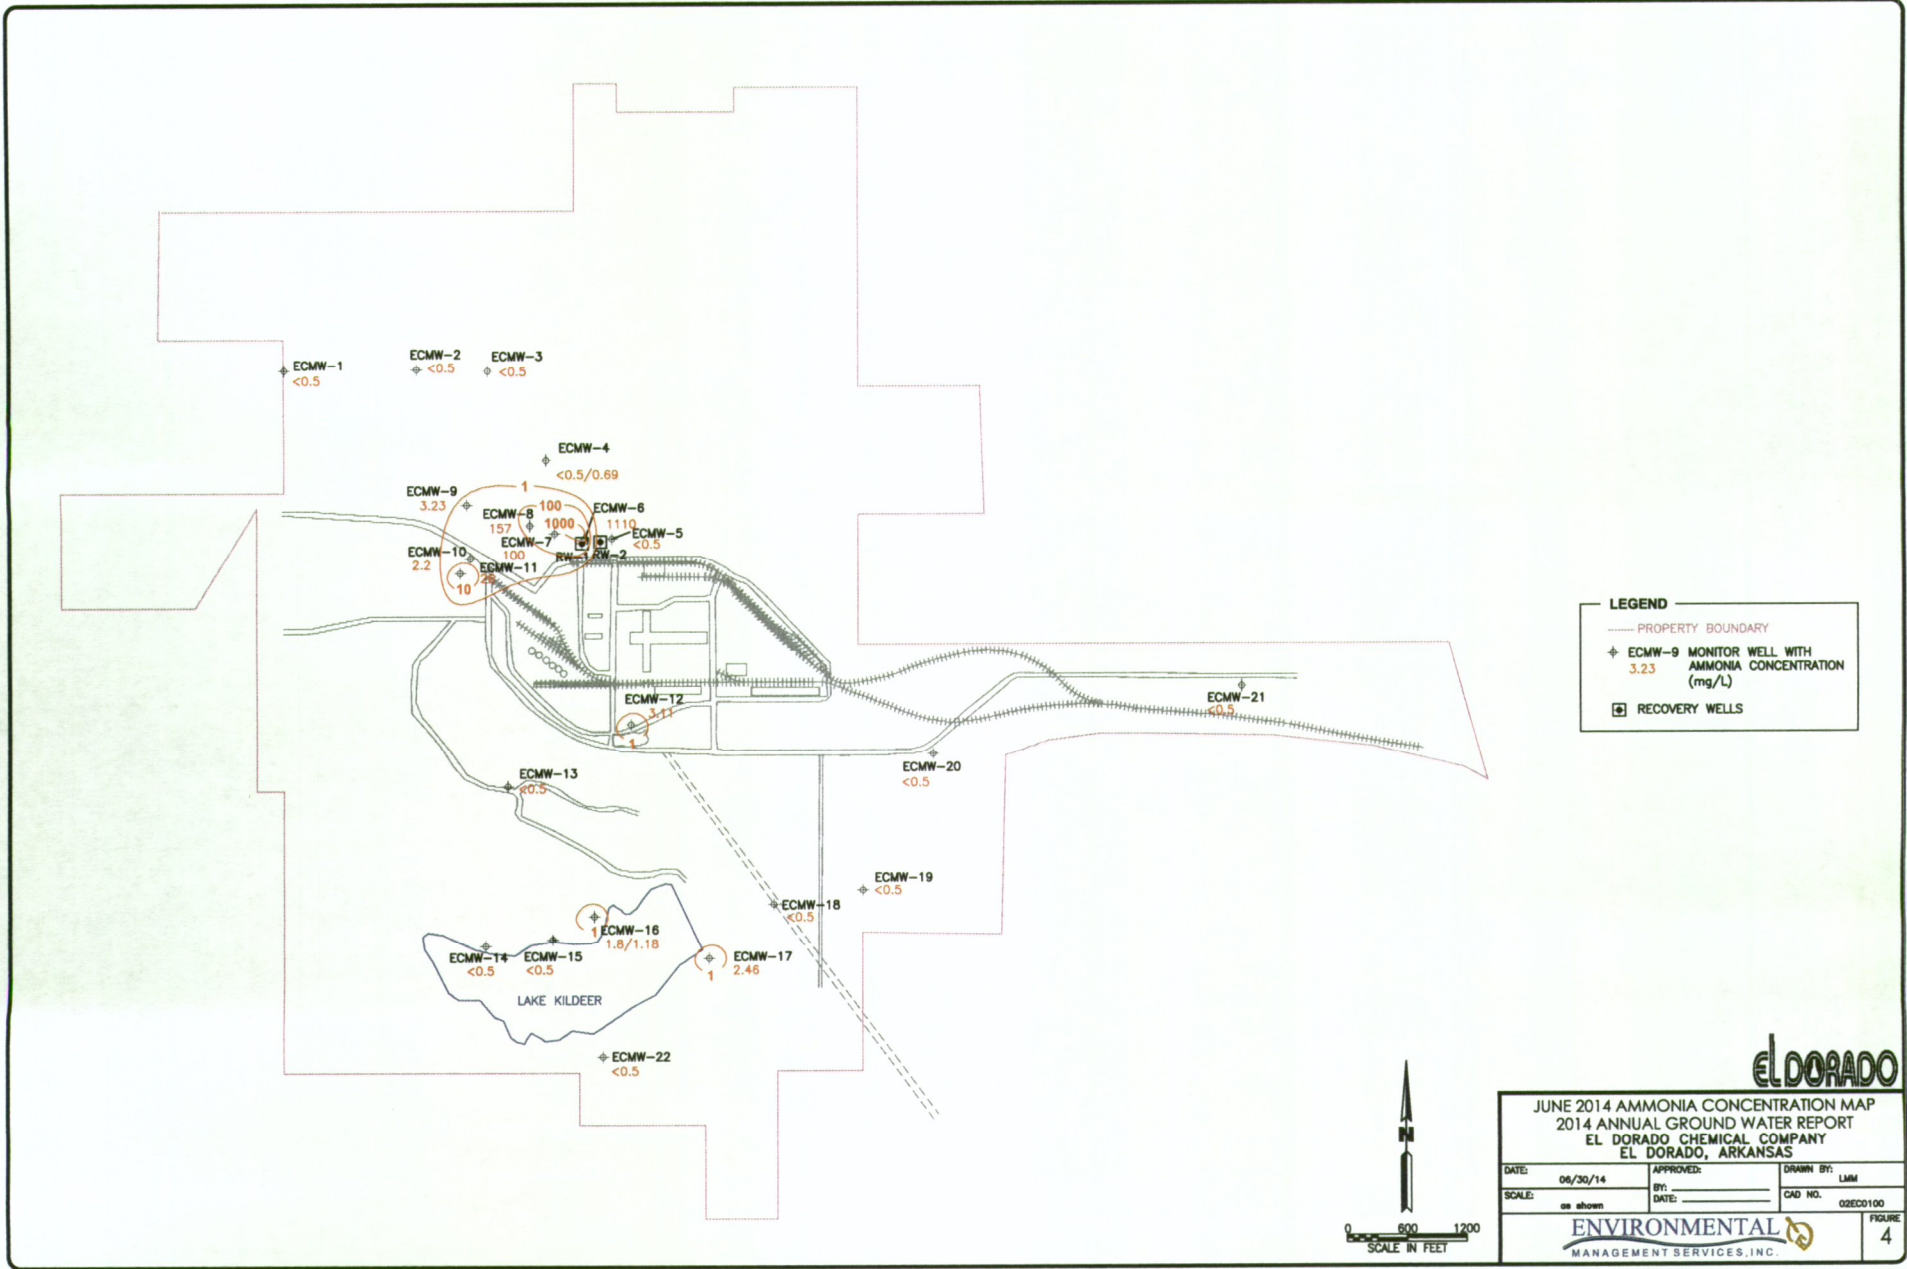 ECMW-1
<0.5
ECMW-2
<0.5
ECMW-3
<0.5
ECMW-4
<0.5/0.69
1
ECMW-9
3.23
100
ECMW-8
157
1000
ECMW-6
1110
ECMW-5
<0.5
ECMW-7
100
RW-1
RW-2
ECMW-10
2.2
ECMW-11
10
ECMW-12
3.11
1
ECMW-13
<0.5
ECMW-21
<0.5
ECMW-20
<0.5
ECMW-19
<0.5
ECMW-18
<0.5
1
ECMW-16
1.8/1.18
ECMW-14
<0.5
ECMW-15
<0.5
ECMW-17
2.46
1
LAKE KILDEER
ECMW-22
<0.5
LEGEND
PROPERTY BOUNDARY
ECMW-9 MONITOR WELL WITH
3.23 AMMONIA CONCENTRATION
(mg/L)
RECOVERY WELLS
N
0 600 1200
SCALE IN FEET
EL DORADO
JUNE 2014 AMMONIA CONCENTRATION MAP
2014 ANNUAL GROUND WATER REPORT
EL DORADO CHEMICAL COMPANY
EL DORADO, ARKANSAS
DATE: 06/30/14
APPROVED:
BY:
DATE:
DRAWN BY: LMM
SCALE: as shown
CAD NO. 02EC0100
ENVIRONMENTAL
MANAGEMENT SERVICES, INC.
FIGURE
4